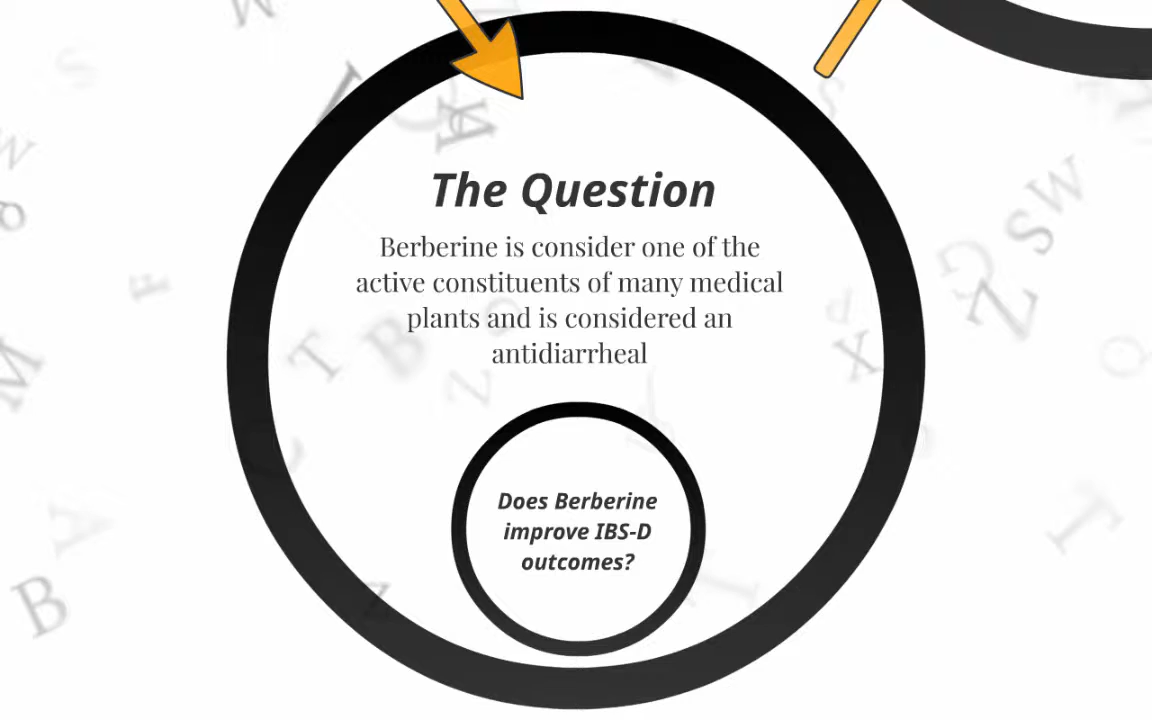 The Question
Berberine is consider one of the
active constituents of many medical
plants and is considered an
antidiarrheal
Does Berberine
improve IBS-D
outcomes?